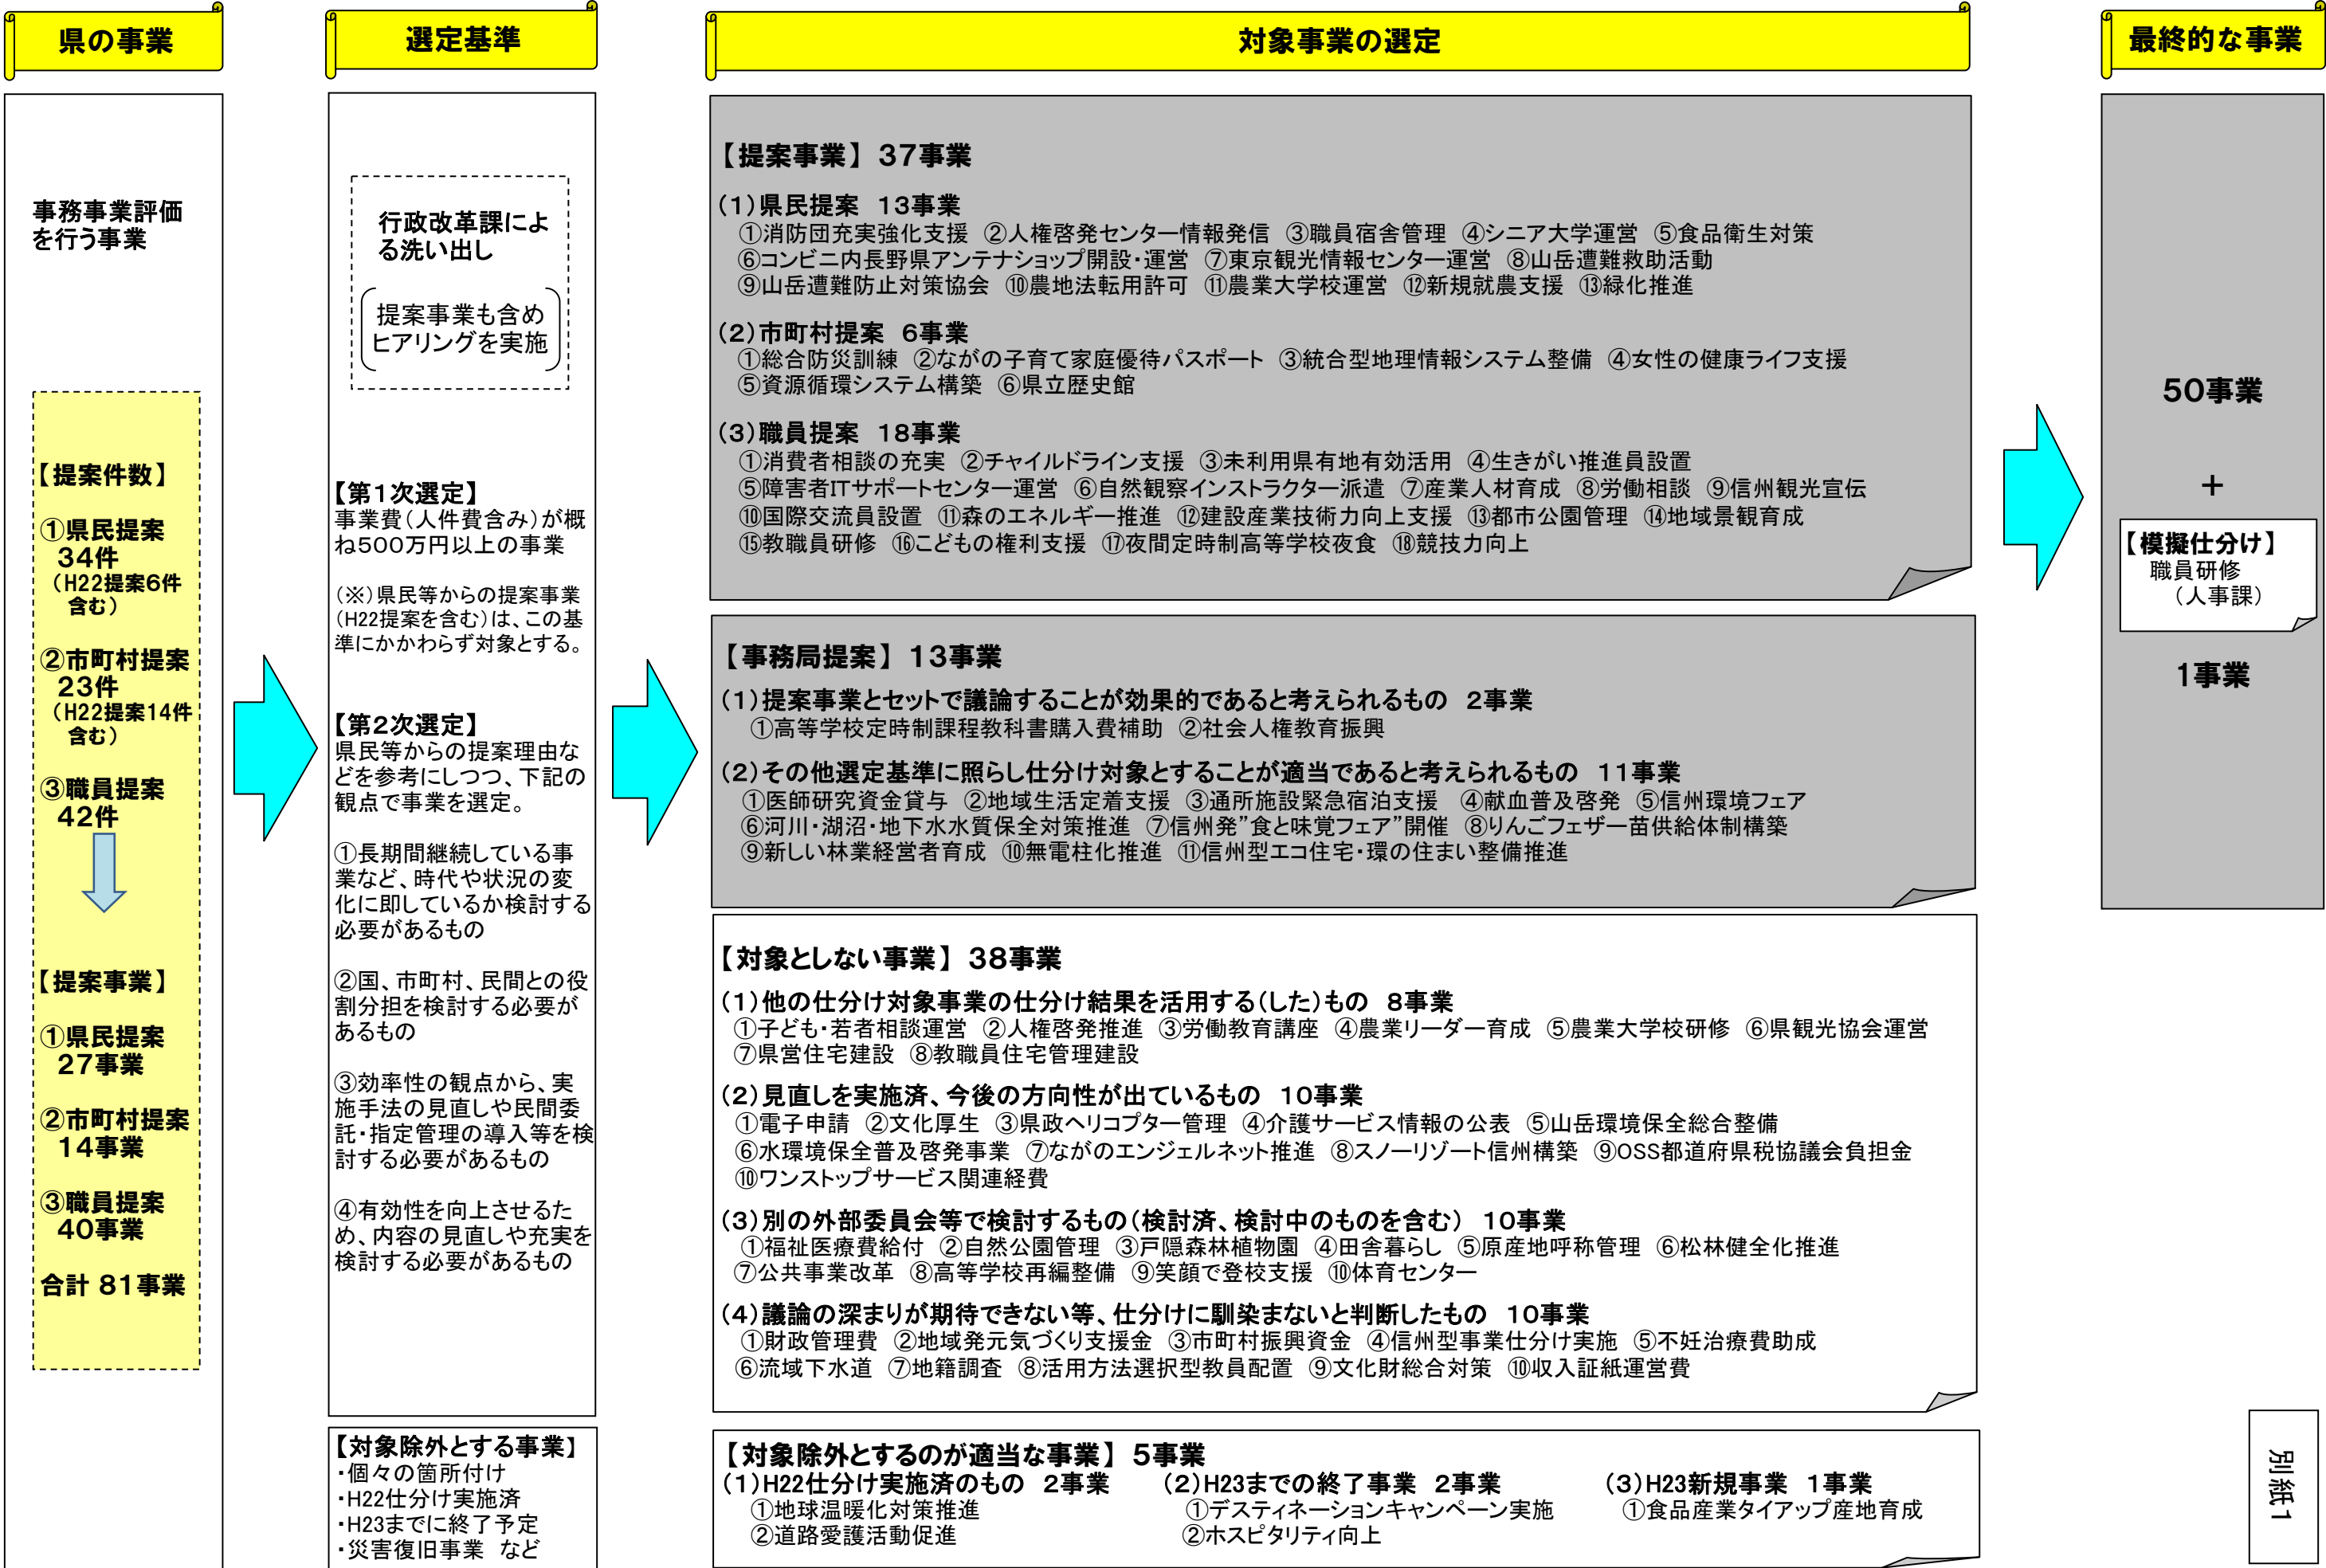 県の事業
事務事業評価
を行う事業
【提案件数】
①県民提案
34件
（H22提案6件
含む）
②市町村提案
23件
（H22提案14件
含む）
③職員提案
42件
【提案事業】
①県民提案
27事業
②市町村提案
14事業
③職員提案
40事業
合計 81事業
選定基準
行政改革課によ
る洗い出し
提案事業も含め
ヒアリングを実施
【第1次選定】
事業費（人件費含み）が概
ね500万円以上の事業
（※）県民等からの提案事業
（H22提案を含む）は、この基
準にかかわらず対象とする。
【第2次選定】
県民等からの提案理由な
どを参考にしつつ、下記の
観点で事業を選定。
①長期間継続している事
業など、時代や状況の変
化に即しているか検討する
必要があるもの
②国、市町村、民間との役
割分担を検討する必要が
あるもの
③効率性の観点から、実
施手法の見直しや民間委
託・指定管理の導入等を検
討する必要があるもの
④有効性を向上させるた
め、内容の見直しや充実を
検討する必要があるもの
【対象除外とする事業】
・個々の箇所付け
・H22仕分け実施済
・H23までに終了予定
・災害復旧事業 など
対象事業の選定
【提案事業】 37事業
（1）県民提案 13事業
①消防団充実強化支援 ②人権啓発センター情報発信 ③職員宿舎管理 ④シニア大学運営 ⑤食品衛生対策
⑥コンビニ内長野県アンテナショップ開設・運営 ⑦東京観光情報センター運営 ⑧山岳遭難救助活動
⑨山岳遭難防止対策協会 ⑩農地法転用許可 ⑪農業大学校運営 ⑫新規就農支援 ⑬緑化推進
（2）市町村提案 6事業
①総合防災訓練 ②ながの子育て家庭優待パスポート ③統合型地理情報システム整備 ④女性の健康ライフ支援
⑤資源循環システム構築 ⑥県立歴史館
（3）職員提案 18事業
①消費者相談の充実 ②チャイルドライン支援 ③未利用県有地有効活用 ④生きがい推進員設置
⑤障害者ITサポートセンター運営 ⑥自然観察インストラクター派遣 ⑦産業人材育成 ⑧労働相談 ⑨信州観光宣伝
⑩国際交流員設置 ⑪森のエネルギー推進 ⑫建設産業技術力向上支援 ⑬都市公園管理 ⑭地域景観育成
⑮教職員研修 ⑯こどもの権利支援 ⑰夜間定時制高等学校夜食 ⑱競技力向上
【事務局提案】 13事業
（1）提案事業とセットで議論することが効果的であると考えられるもの 2事業
①高等学校定時制課程教科書購入費補助 ②社会人権教育振興
（2）その他選定基準に照らし仕分け対象とすることが適当であると考えられるもの 11事業
①医師研究資金貸与 ②地域生活定着支援 ③通所施設緊急宿泊支援 ④献血普及啓発 ⑤信州環境フェア
⑥河川・湖沼・地下水水質保全対策推進 ⑦信州発”食と味覚フェア”開催 ⑧りんごフェザー苗供給体制構築
⑨新しい林業経営者育成 ⑩無電柱化推進 ⑪信州型エコ住宅・環の住まい整備推進
【対象としない事業】 38事業
（1）他の仕分け対象事業の仕分け結果を活用する（した）もの 8事業
①子ども・若者相談運営 ②人権啓発推進 ③労働教育講座 ④農業リーダー育成 ⑤農業大学校研修 ⑥県観光協会運営
⑦県営住宅建設 ⑧教職員住宅管理建設
（2）見直しを実施済、今後の方向性が出ているもの 10事業
①電子申請 ②文化厚生 ③県政ヘリコプター管理 ④介護サービス情報の公表 ⑤山岳環境保全総合整備
⑥水環境保全普及啓発事業 ⑦ながのエンジェルネット推進 ⑧スノーリゾート信州構築 ⑨OSS都道府県税協議会負担金
⑩ワンストップサービス関連経費
（3）別の外部委員会等で検討するもの（検討済、検討中のものを含む） 10事業
①福祉医療費給付 ②自然公園管理 ③戸隠森林植物園 ④田舎暮らし ⑤原産地呼称管理 ⑥松林健全化推進
⑦公共事業改革 ⑧高等学校再編整備 ⑨笑顔で登校支援 ⑩体育センター
（4）議論の深まりが期待できない等、仕分けに馴染まないと判断したもの 10事業
①財政管理費 ②地域発元気づくり支援金 ③市町村振興資金 ④信州型事業仕分け実施 ⑤不妊治療費助成
⑥流域下水道 ⑦地籍調査 ⑧活用方法選択型教員配置 ⑨文化財総合対策 ⑩収入証紙運営費
【対象除外とするのが適当な事業】 5事業
（1）H22仕分け実施済のもの 2事業
①地球温暖化対策推進
②道路愛護活動促進
（2）H23までの終了事業 2事業
①デスティネーションキャンペーン実施
②ホスピタリティ向上
（3）H23新規事業 1事業
①食品産業タイアップ産地育成
最終的な事業
50事業
＋
【模擬仕分け】
職員研修
（人事課）
1事業
別紙1